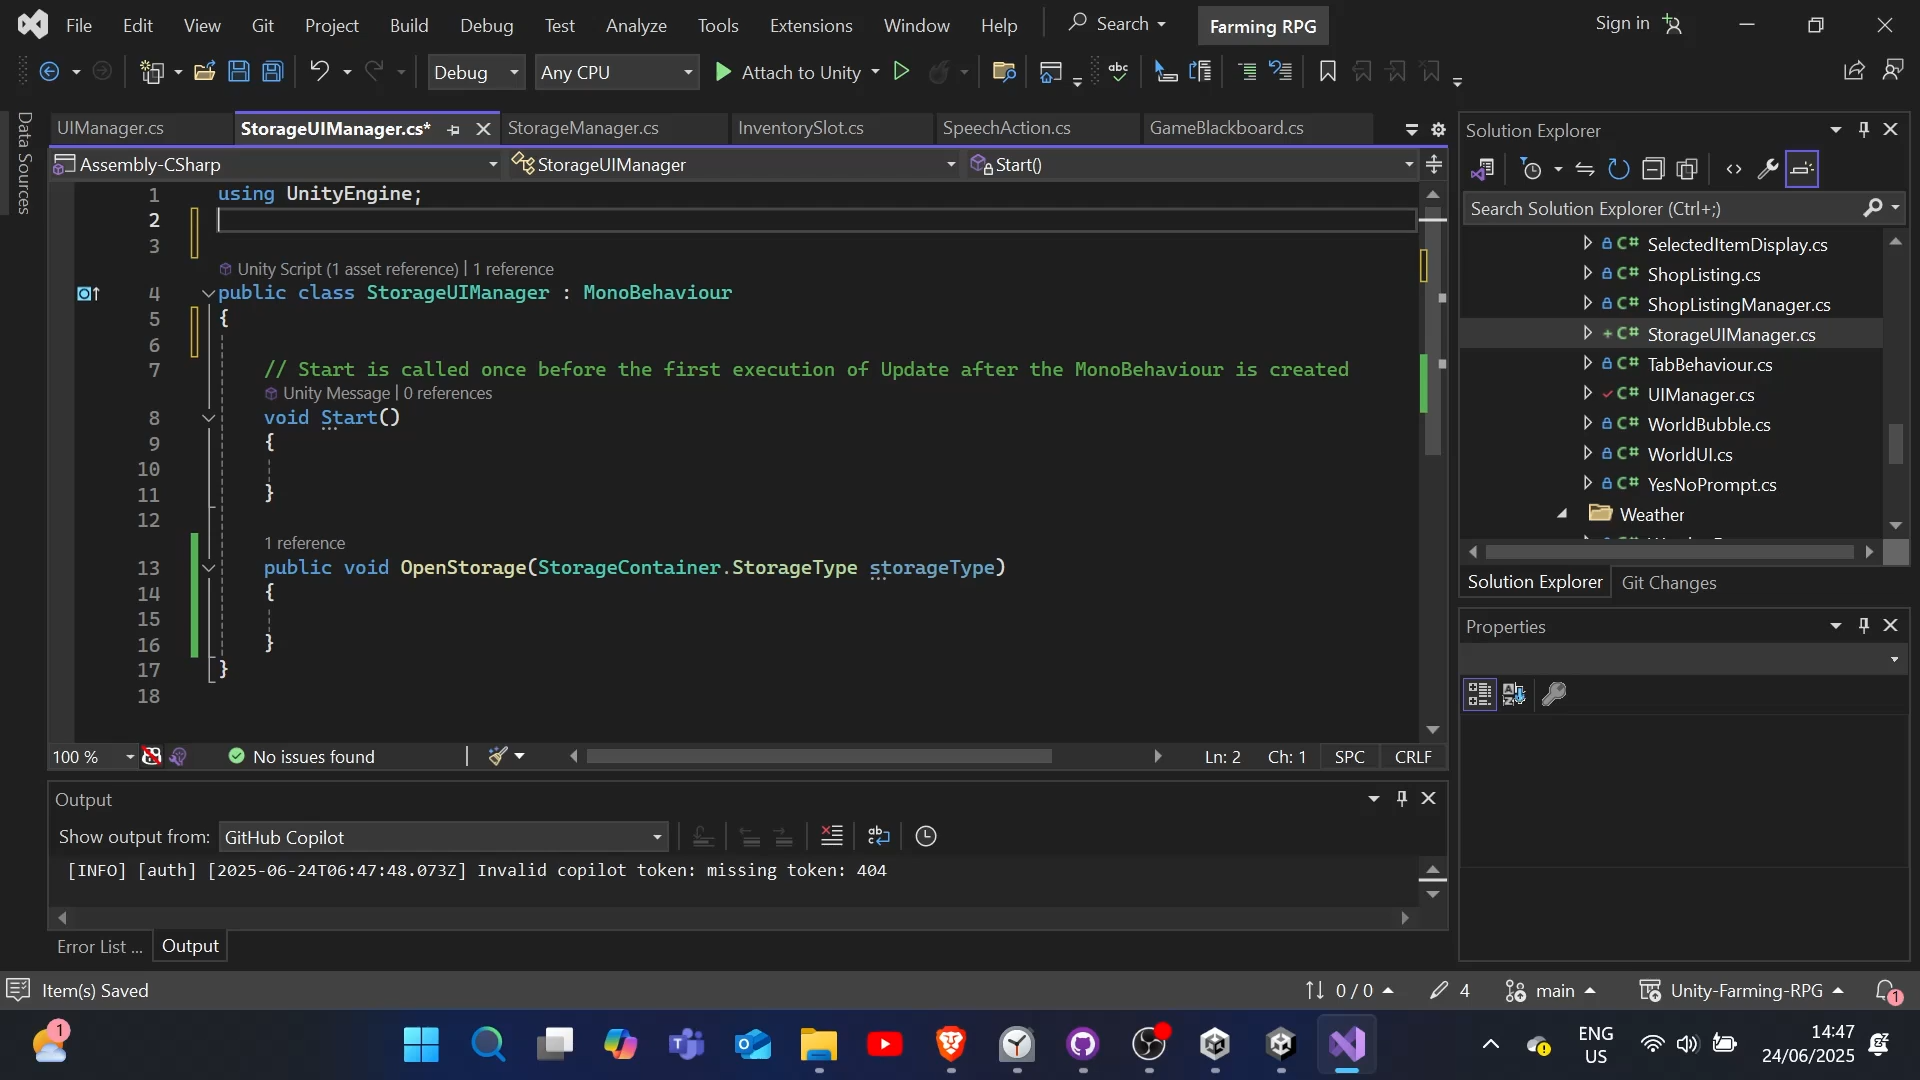 File Edit View Git Project Build Debug Test Analyze Tools Extensions Window Help Search Farming RPG Sign in
Debug Any CPU Attach to Unity
Data Sources
UIManager.cs StorageUIManager.cs* StorageManager.cs InventorySlot.cs SpeechAction.cs GameBlackboard.cs
Assembly-CSharp StorageUIManager Start()
1 using UnityEngine;
2
3
Unity Script (1 asset reference) | 1 reference
4 public class StorageUIManager : MonoBehaviour
5 {
6
7 // Start is called once before the first execution of Update after the MonoBehaviour is created
Unity Message | 0 references
8 void Start()
9 {
10
11 }
12
1 reference
13 public void OpenStorage(StorageContainer.StorageType storageType)
14 {
15
16 }
17 }
18
100 % No issues found Ln: 2 Ch: 1 SPC CRLF
Output
Show output from: GitHub Copilot
[INFO] [auth] [2025-06-24T06:47:48.073Z] Invalid copilot token: missing token: 404
Error List ... Output
Solution Explorer
Search Solution Explorer (Ctrl+;)
C# SelectedItemDisplay.cs
C# ShopListing.cs
C# ShopListingManager.cs
C# StorageUIManager.cs
C# TabBehaviour.cs
C# UIManager.cs
C# WorldBubble.cs
C# WorldUI.cs
C# YesNoPrompt.cs
Weather
Solution Explorer Git Changes
Properties
Item(s) Saved 0 / 0 4 main Unity-Farming-RPG 1
1 ENG US 14:47 24/06/2025